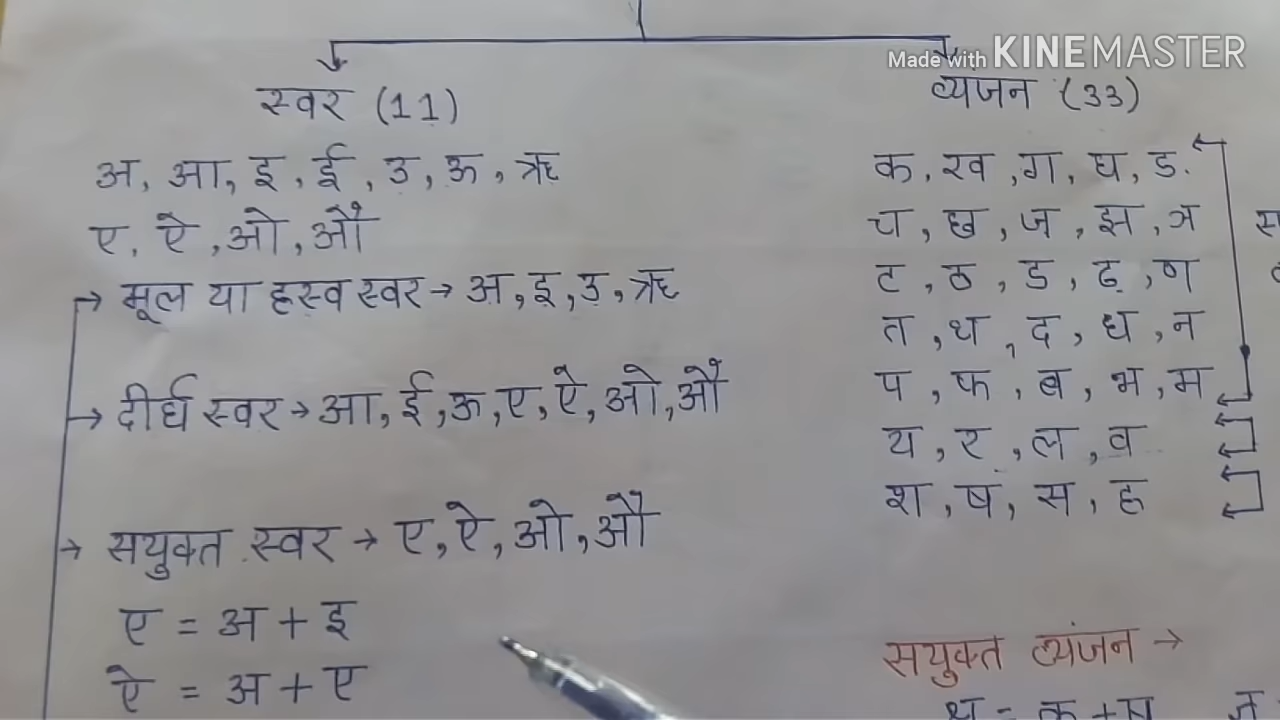 Made with KINEMASTER
स्वर (11)
अ, आ, इ, ई, उ, ऊ, ऋ
ए, ऐ, ओ, औ
→ मूल या ह्रस्व स्वर → अ, इ, उ, ऋ
→ दीर्घ स्वर → आ, ई, ऊ, ए, ऐ, ओ, औ
→ सयुक्त स्वर → ए, ऐ, ओ, औ
ए = अ + इ
ऐ = अ + ए
व्यंजन (33)
क, ख, ग, घ, ड.
च, छ, ज, झ, ञ
ट, ठ, ड, ढ, ण
त, थ, द, ध, न
प, फ, ब, भ, म
य, र, ल, व
श, ष, स, ह
सयुक्त व्यंजन →